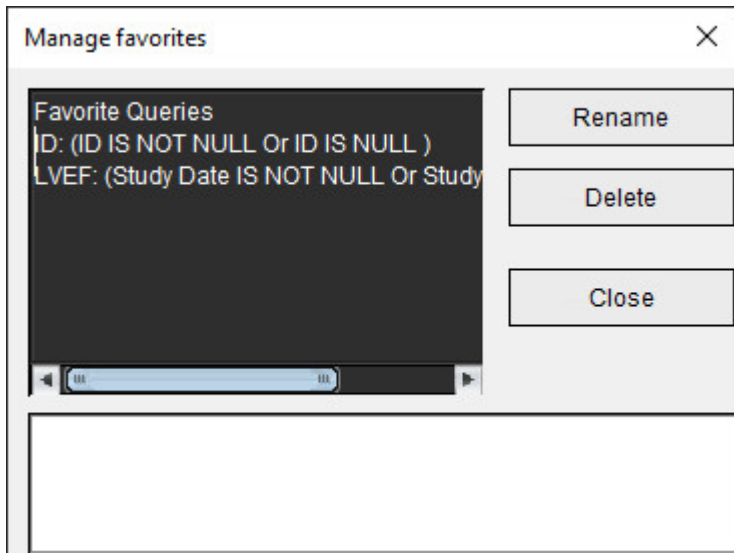 Manage favorites
Favorite Queries
ID: (ID IS NOT NULL Or ID IS NULL )
LVEF: (Study Date IS NOT NULL Or Study
Rename
Delete
Close